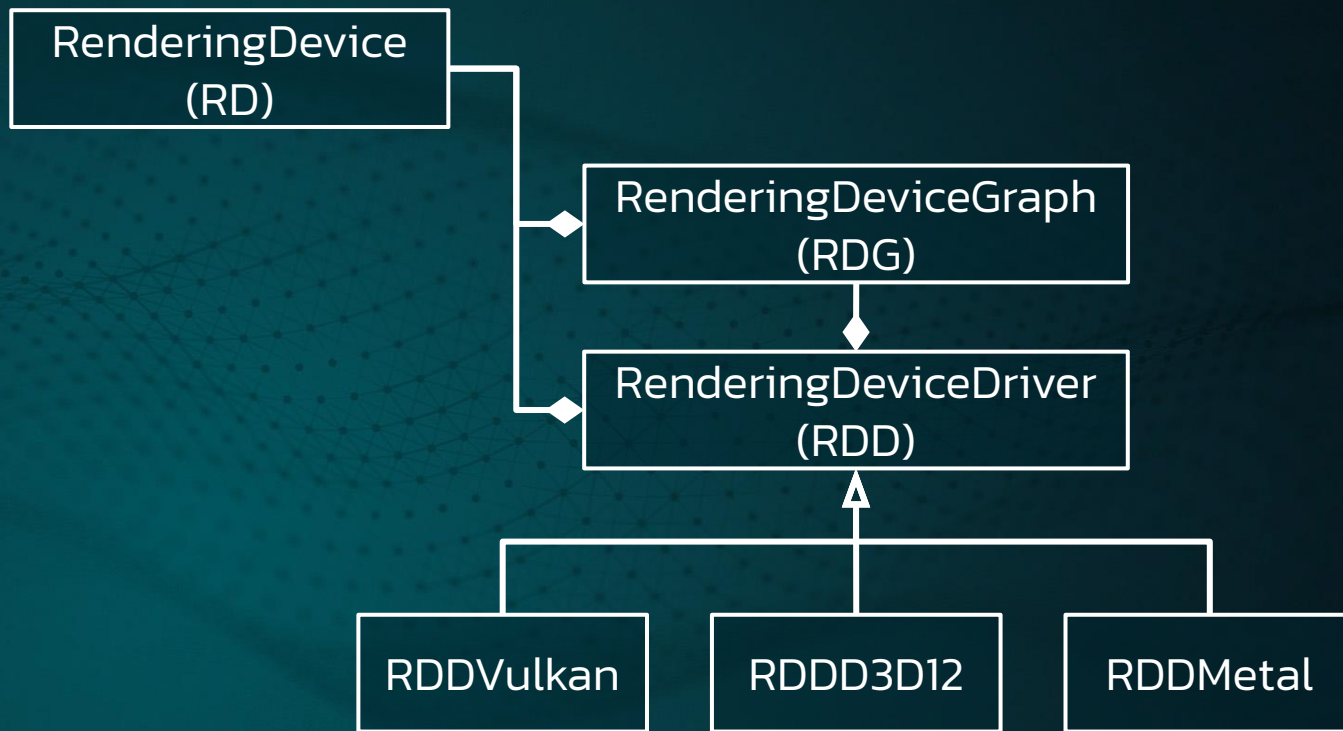 RenderingDevice
(RD)
RenderingDeviceGraph
(RDG)
RenderingDeviceDriver
(RDD)
RDDVulkan
RDDD3D12
RDDMetal